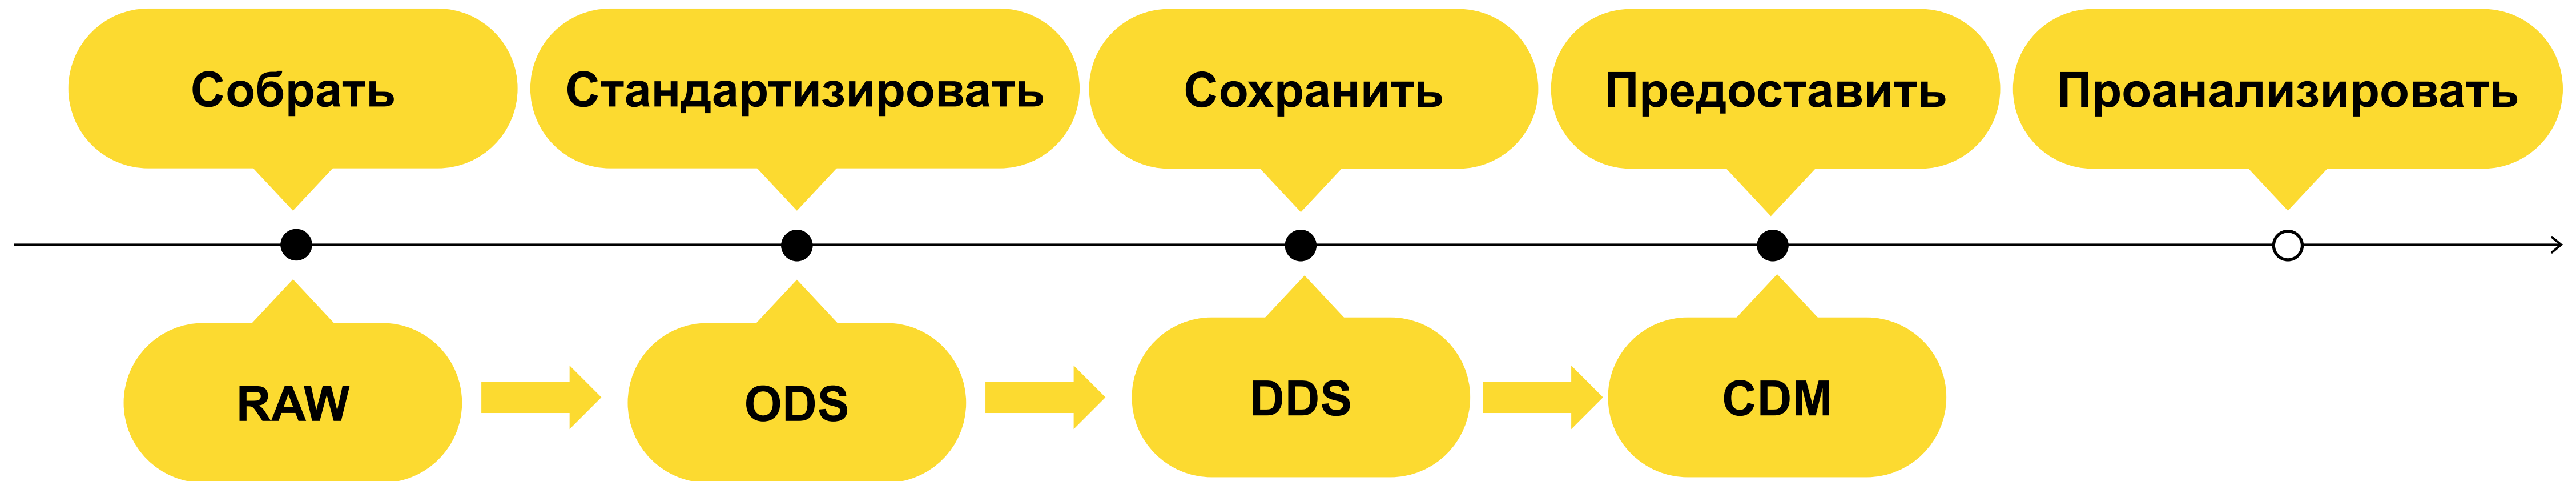 Собрать
Стандартизировать
Сохранить
Предоставить
Проанализировать
RAW
ODS
DDS
CDM